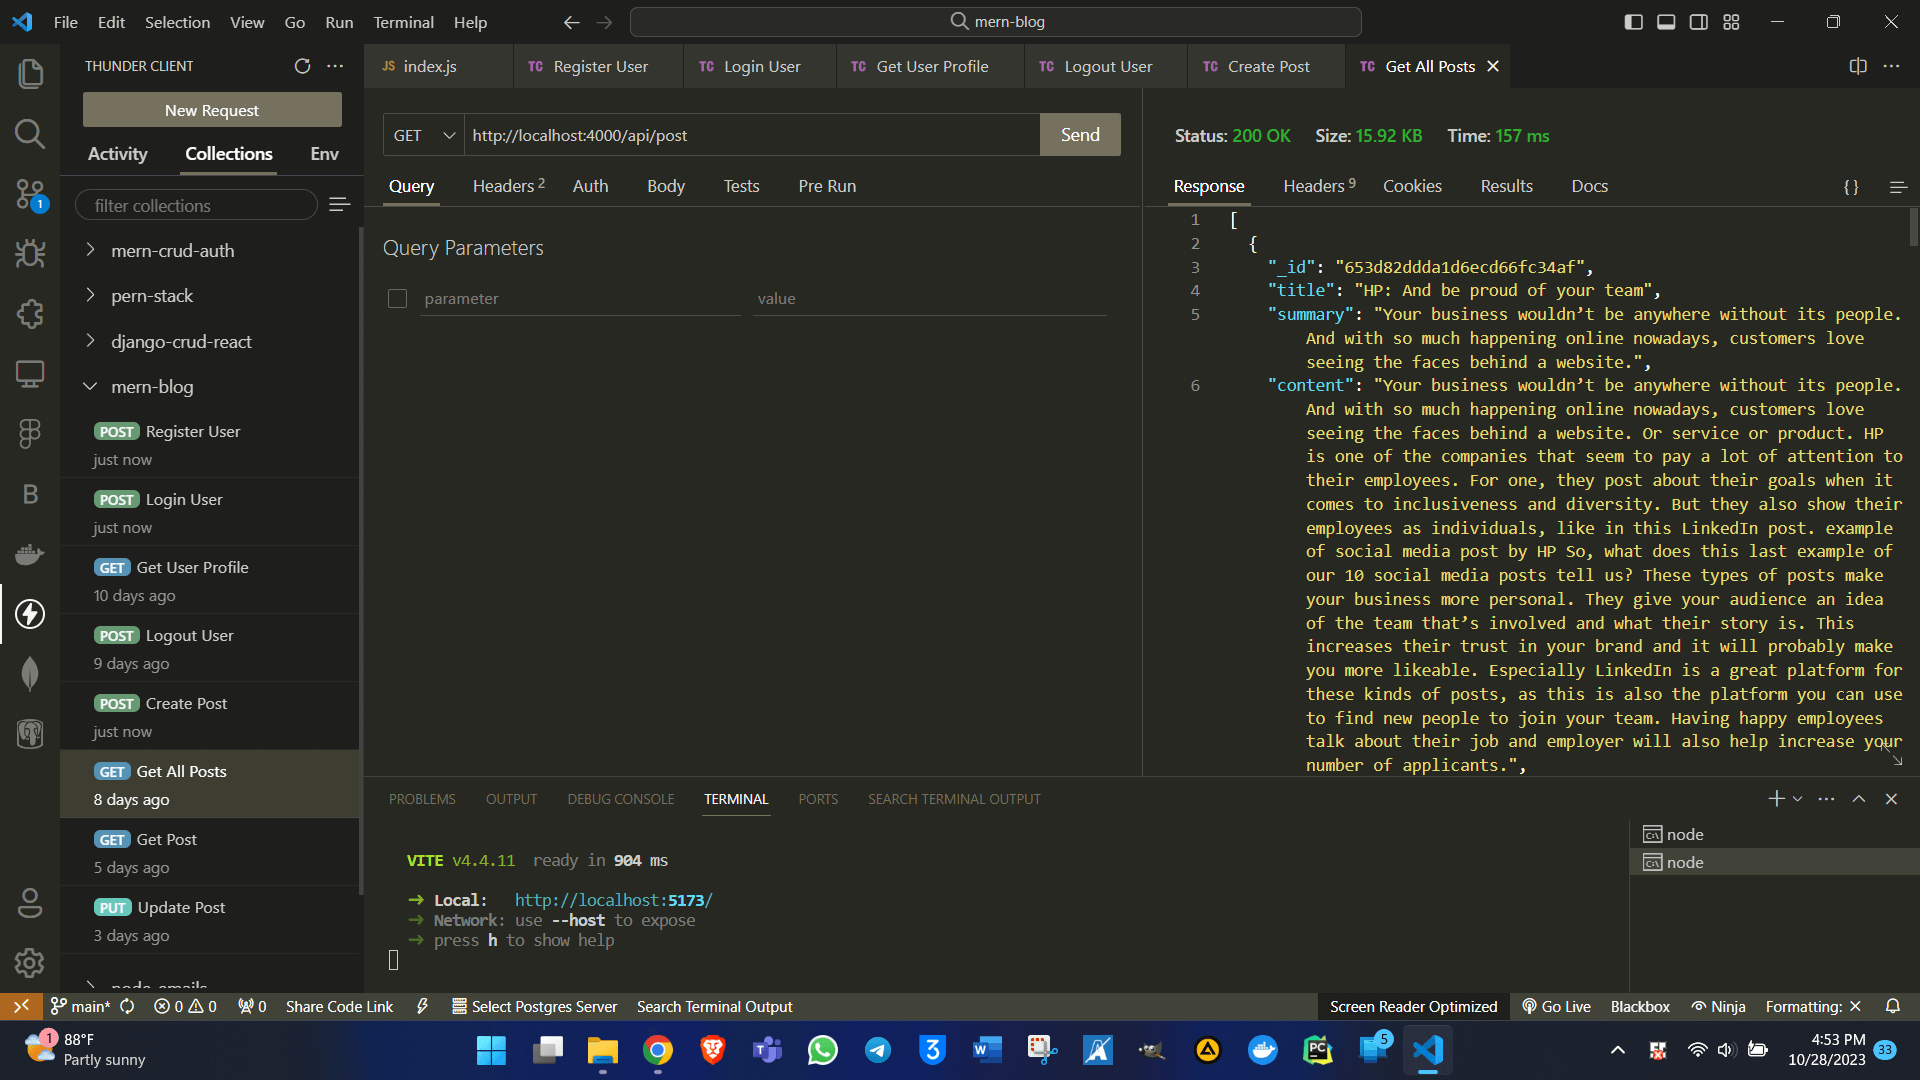 File Edit Selection View Go Run Terminal Help
mern-blog
THUNDER CLIENT
New Request
Activity Collections Env
filter collections
mern-crud-auth
pern-stack
django-crud-react
mern-blog
POST Register User
just now
POST Login User
just now
GET Get User Profile
10 days ago
POST Logout User
9 days ago
POST Create Post
just now
GET Get All Posts
8 days ago
GET Get Post
5 days ago
PUT Update Post
3 days ago
JS index.js
TC Register User
TC Login User
TC Get User Profile
TC Logout User
TC Create Post
TC Get All Posts
GET http://localhost:4000/api/post Send
Query Headers 2 Auth Body Tests Pre Run
Query Parameters
parameter value
Status: 200 OK Size: 15.92 KB Time: 157 ms
Response Headers 9 Cookies Results Docs {}
1 [
2 {
3 "_id": "653d82ddda1d6ecd66fc34af",
4 "title": "HP: And be proud of your team",
5 "summary": "Your business wouldn’t be anywhere without its people.
And with so much happening online nowadays, customers love
seeing the faces behind a website.",
6 "content": "Your business wouldn’t be anywhere without its people.
And with so much happening online nowadays, customers love
seeing the faces behind a website. Or service or product. HP
is one of the companies that seem to pay a lot of attention to
their employees. For one, they post about their goals when it
comes to inclusiveness and diversity. But they also show their
employees as individuals, like in this LinkedIn post. example
of social media post by HP So, what does this last example of
our 10 social media posts tell us? These types of posts make
your business more personal. They give your audience an idea
of the team that’s involved and what their story is. This
increases their trust in your brand and it will probably make
you more likeable. Especially LinkedIn is a great platform for
these kinds of posts, as this is also the platform you can use
to find new people to join your team. Having happy employees
talk about their job and employer will also help increase your
number of applicants.",
PROBLEMS OUTPUT DEBUG CONSOLE TERMINAL PORTS SEARCH TERMINAL OUTPUT
VITE v4.4.11 ready in 904 ms
➜ Local: http://localhost:5173/
➜ Network: use --host to expose
➜ press h to show help
node
node
B
1
main* 0 0 0 Share Code Link Select Postgres Server Search Terminal Output
Screen Reader Optimized Go Live Blackbox Ninja Formatting: ✕
1
88°F
Partly sunny
5
4:53 PM
10/28/2023
33